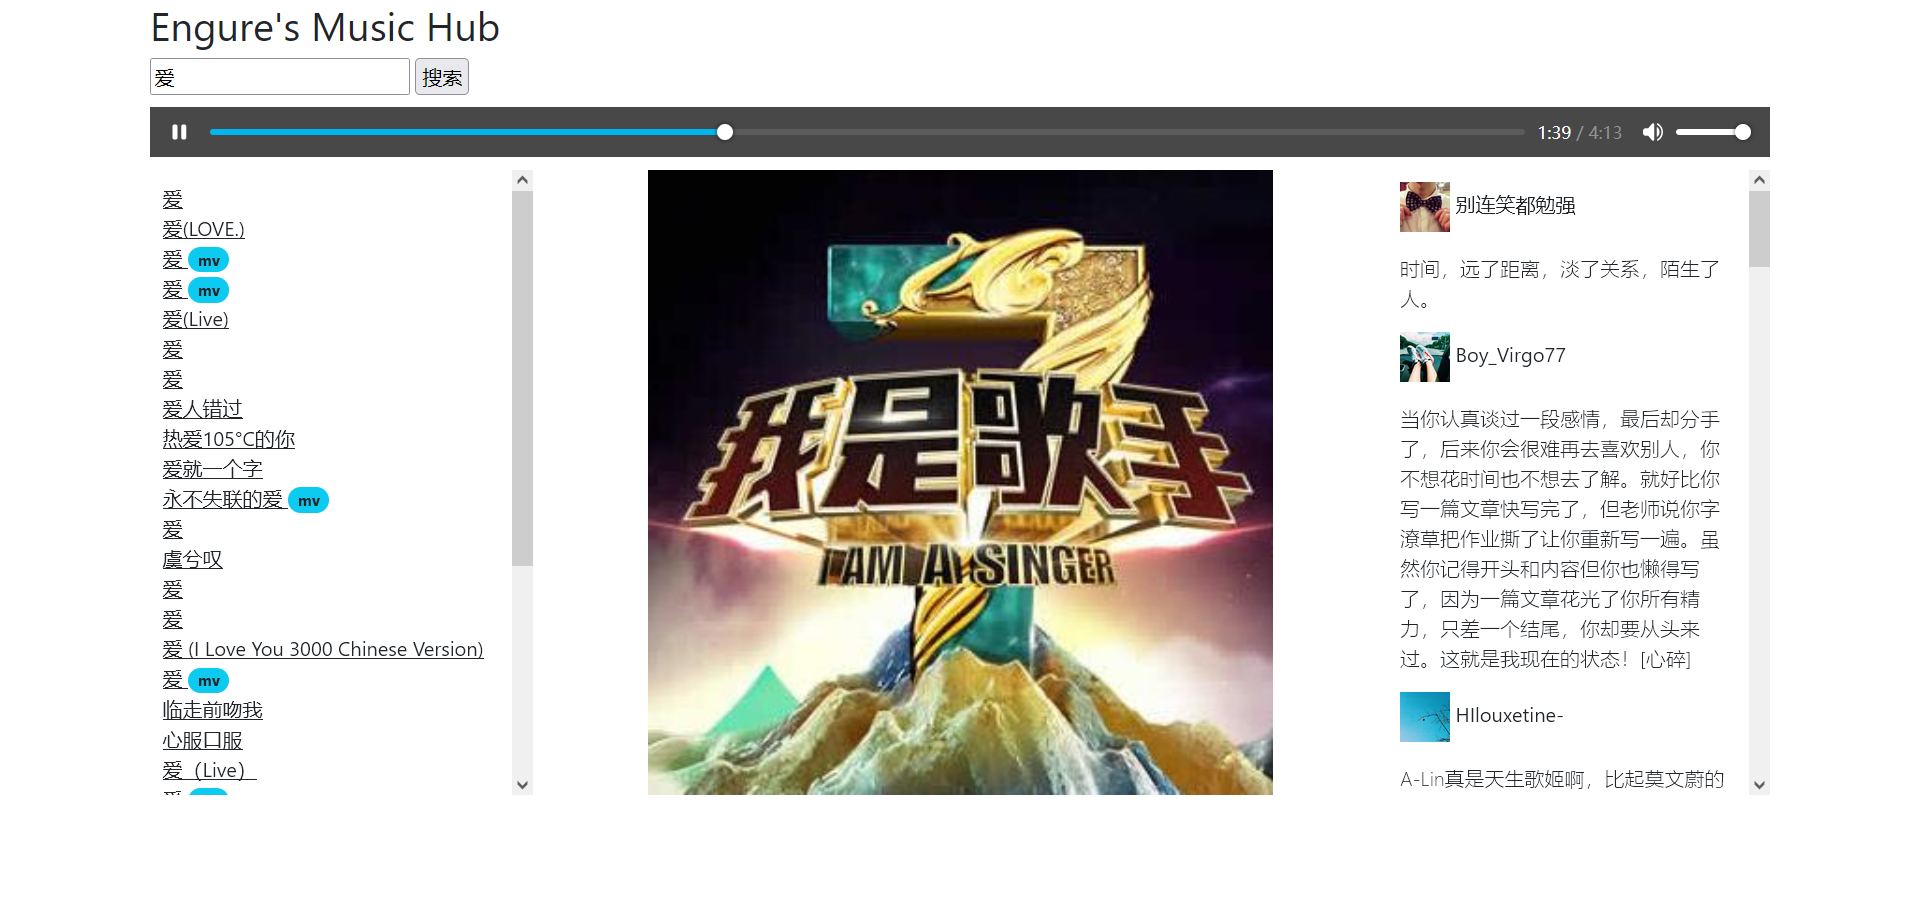 Engure's Music Hub
爱
搜索
1:39 / 4:13
爱
爱(LOVE.)
爱 mv
爱 mv
爱(Live)
爱
爱
爱人错过
热爱105°C的你
爱就一个字
永不失联的爱 mv
爱
虞兮叹
爱
爱
爱 (I Love You 3000 Chinese Version)
爱 mv
临走前吻我
心服口服
爱（Live）
我是歌手
I AM A SINGER
别连笑都勉强
时间，远了距离，淡了关系，陌生了
人。
Boy_Virgo77
当你认真谈过一段感情，最后却分手
了，后来你会很难再去喜欢别人，你
不想花时间也不想去了解。就好比你
写一篇文章快写完了，但老师说你字
潦草把作业撕了让你重新写一遍。虽
然你记得开头和内容但你也懒得写
了，因为一篇文章花光了你所有精
力，只差一个结尾，你却要从头来
过。这就是我现在的状态！[心碎]
HIlouxetine-
A-Lin真是天生歌姬啊，比起莫文蔚的